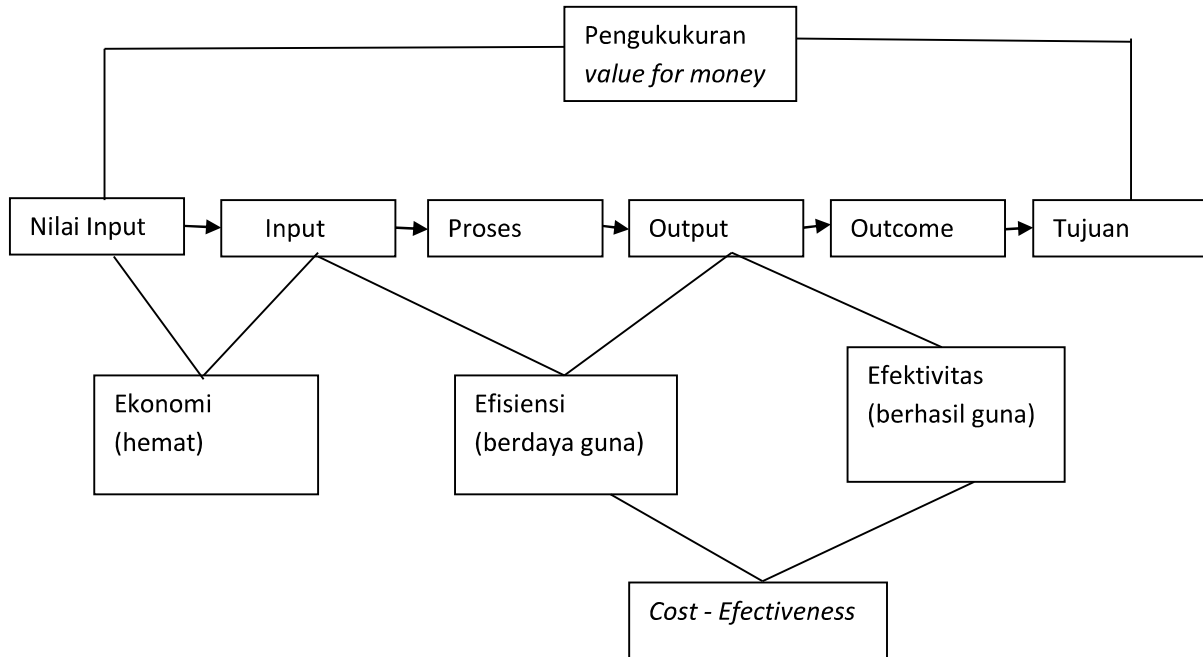 Pengukukuran
value for money
Nilai Input
Input
Proses
Output
Outcome
Tujuan
Ekonomi
(hemat)
Efisiensi
(berdaya guna)
Efektivitas
(berhasil guna)
Cost - Efectiveness